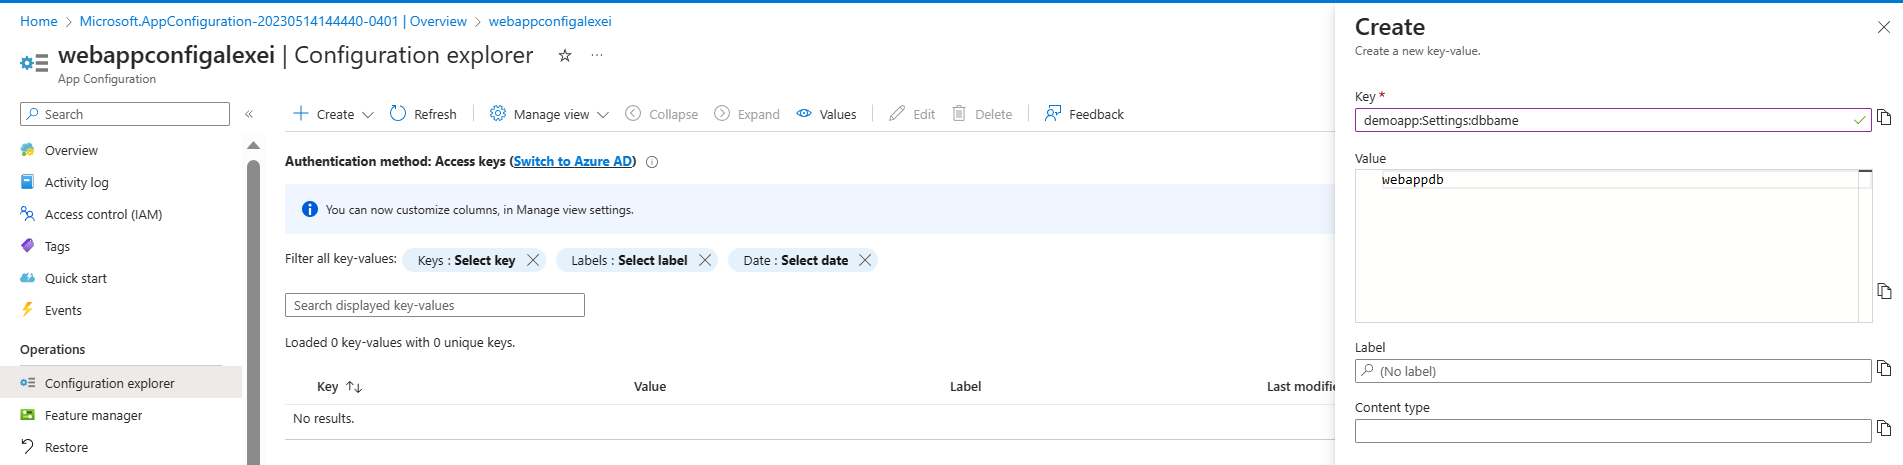 Home > Microsoft.AppConfiguration-20230514144440-0401 | Overview > webappconfigalexei
webappconfigalexei | Configuration explorer ☆ ···
App Configuration
Search «
Overview
Activity log
Access control (IAM)
Tags
Quick start
Events
Operations
Configuration explorer
Feature manager
Restore
Create Refresh Manage view Collapse Expand Values Edit Delete Feedback
Authentication method: Access keys (Switch to Azure AD)
You can now customize columns, in Manage view settings.
Filter all key-values: Keys : Select key Labels : Select label Date : Select date
Search displayed key-values
Loaded 0 key-values with 0 unique keys.
Key ↑↓ Value Label Last modifie
No results.
Create
Create a new key-value.
Key *
demoapp:Settings:dbbame
Value
webappdb
Label
(No label)
Content type